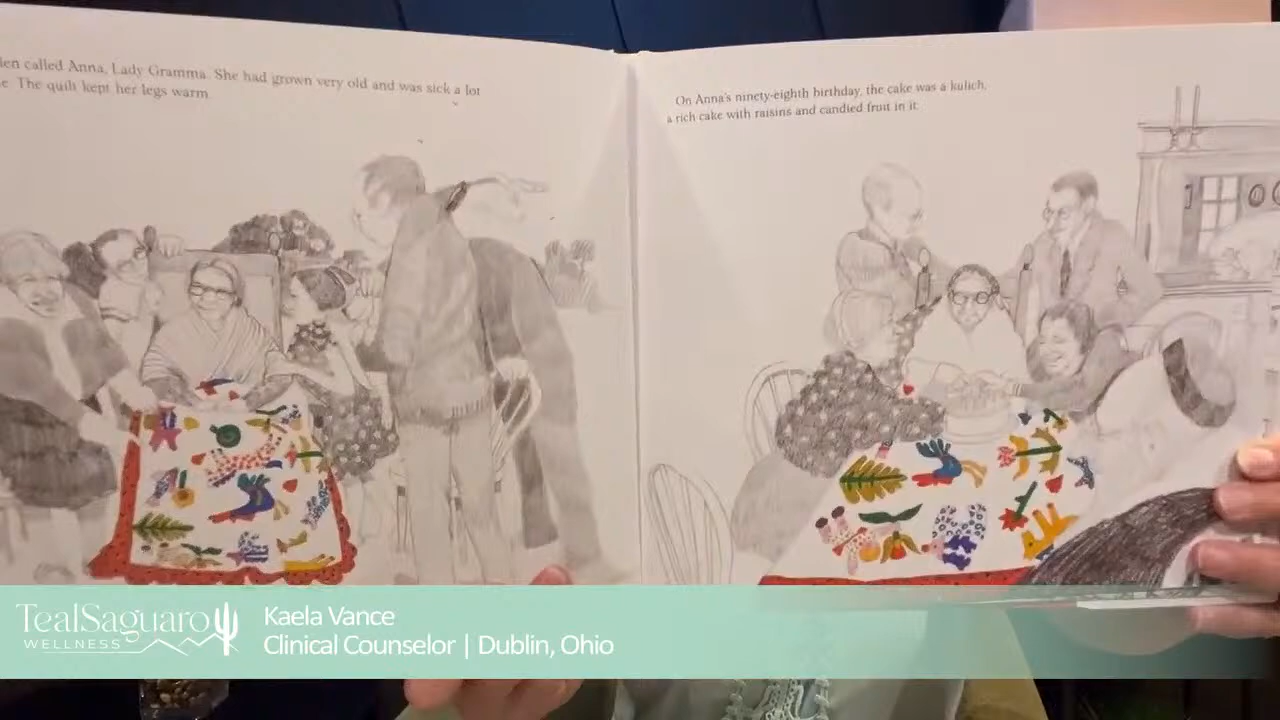 called Anna, Lady Gramma. She had grown very old and was sick a lot
The quilt kept her legs warm.
On Anna's ninety-eighth birthday, the cake was a kulich,
a rich cake with raisins and candied fruit in it.
TealSaguaro
WELLNESS
Kaela Vance
Clinical Counselor | Dublin, Ohio